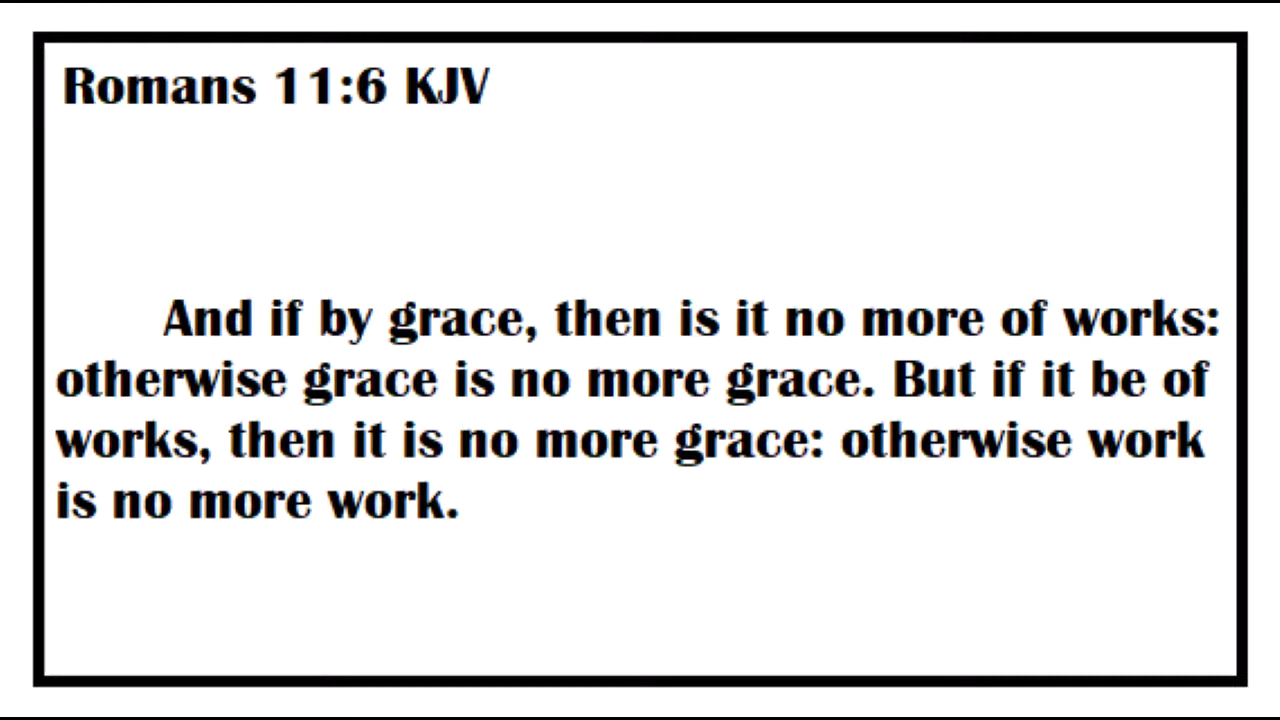 Romans 11:6 KJV
And if by grace, then is it no more of works:
otherwise grace is no more grace. But if it be of
works, then it is no more grace: otherwise work
is no more work.